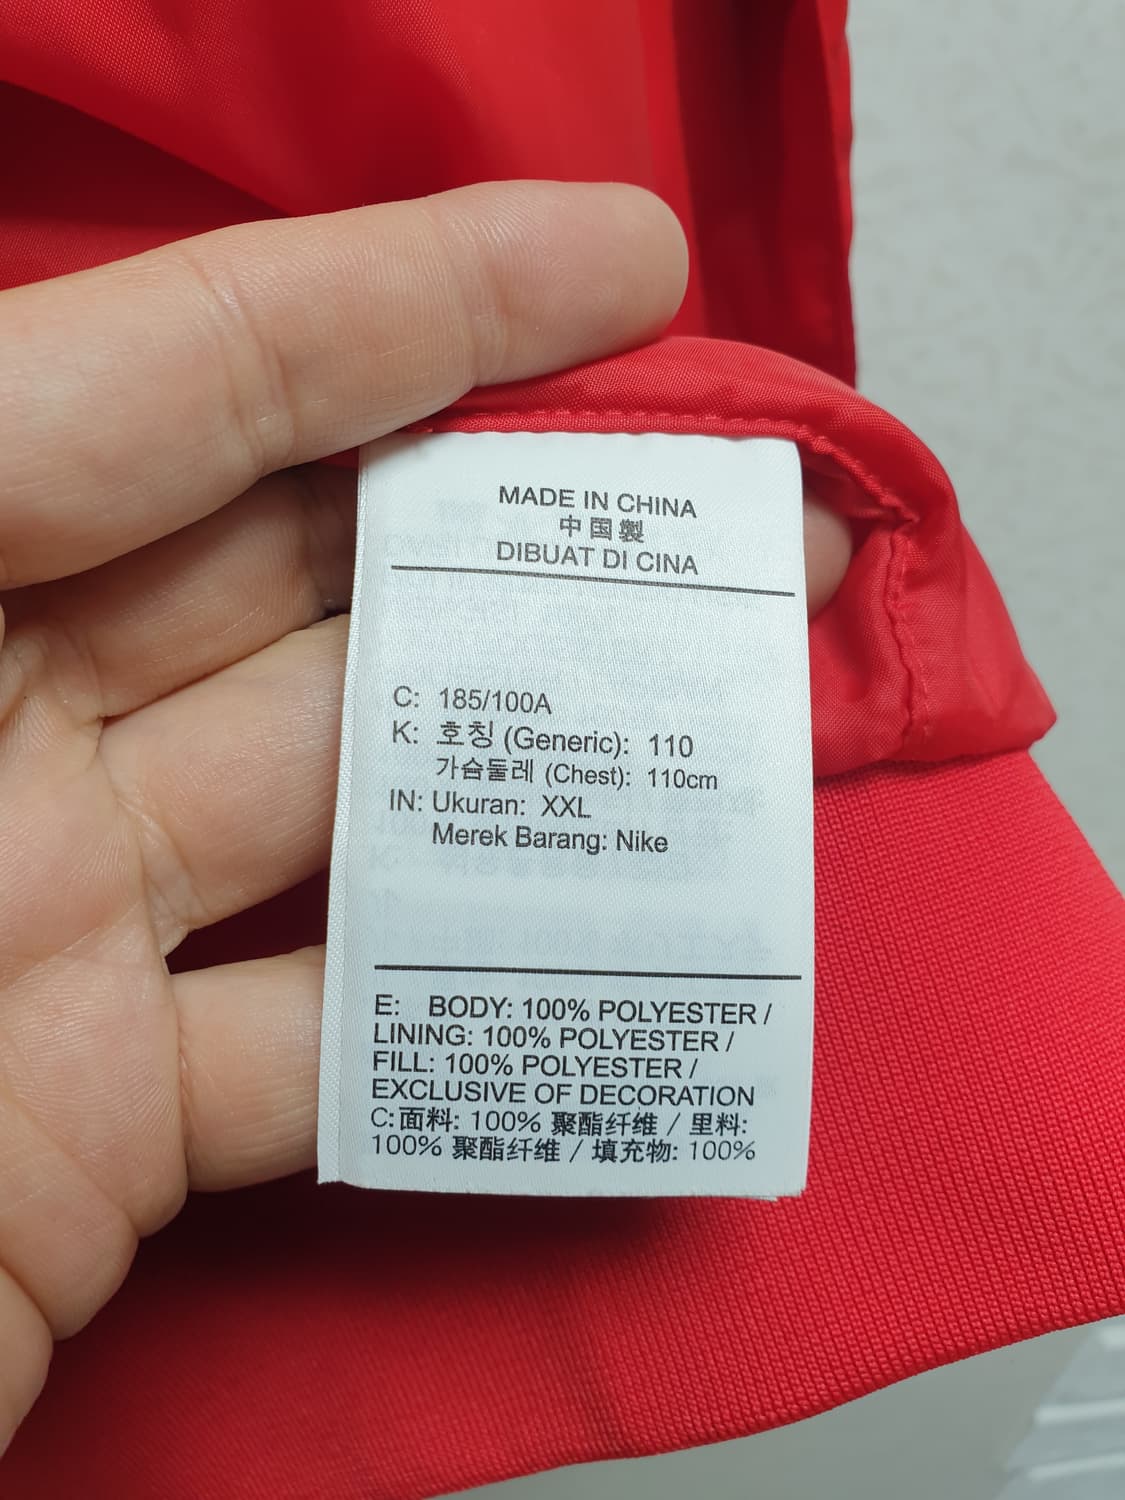 MADE IN CHINA
中国製
DIBUAT DI CINA
C: 185/100A
K: 호칭 (Generic): 110
가슴둘레 (Chest): 110cm
IN: Ukuran: XXL
Merek Barang: Nike
E: BODY: 100% POLYESTER /
LINING: 100% POLYESTER /
FILL: 100% POLYESTER /
EXCLUSIVE OF DECORATION
C:面料: 100% 聚酯纤维 / 里料:
100% 聚酯纤维 / 填充物: 100%